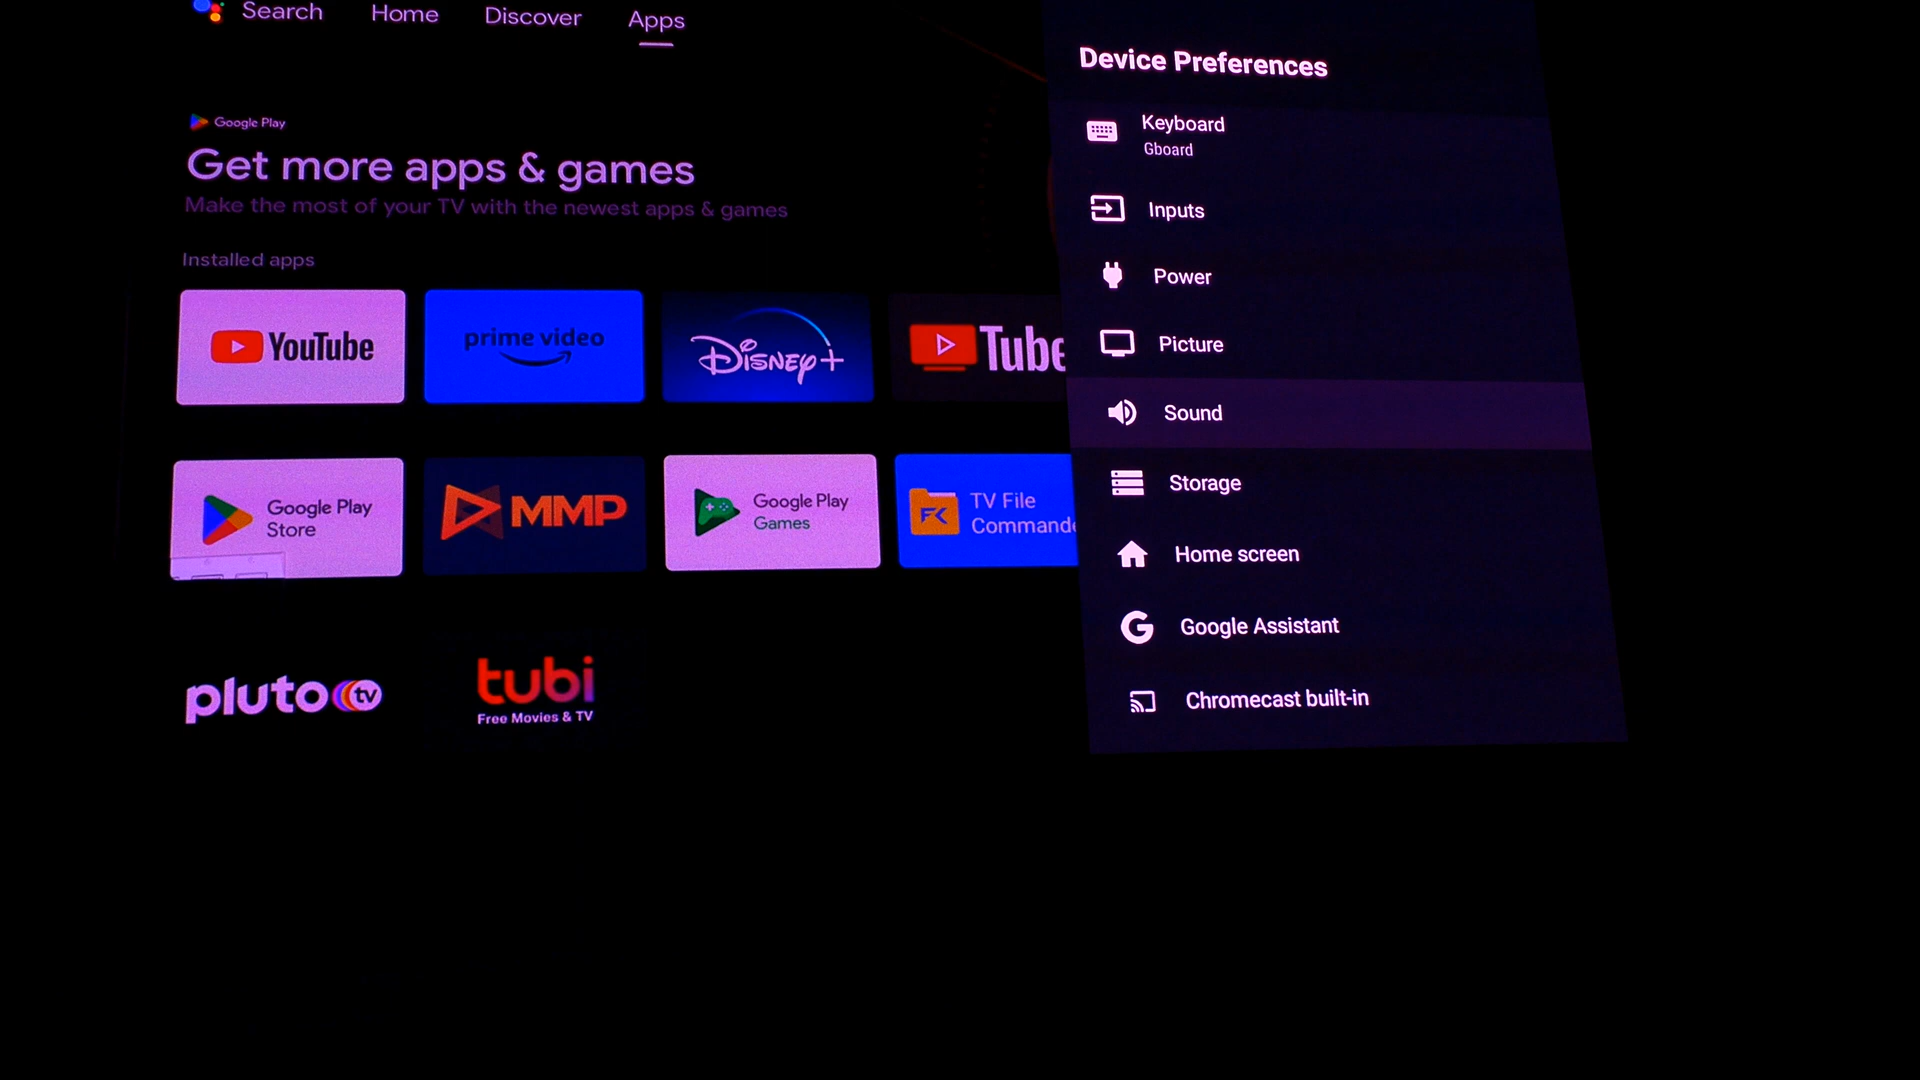 Search Home Discover Apps
Google Play
Get more apps & games
Make the most of your TV with the newest apps & games
Installed apps
YouTube
prime video
Disney+
Tube
Google Play
Store
MMP
Google Play
Games
FK
TV File
Commande
pluto tv
tubi
Free Movies & TV
Device Preferences
Keyboard
Gboard
Inputs
Power
Picture
Sound
Storage
Home screen
Google Assistant
Chromecast built-in